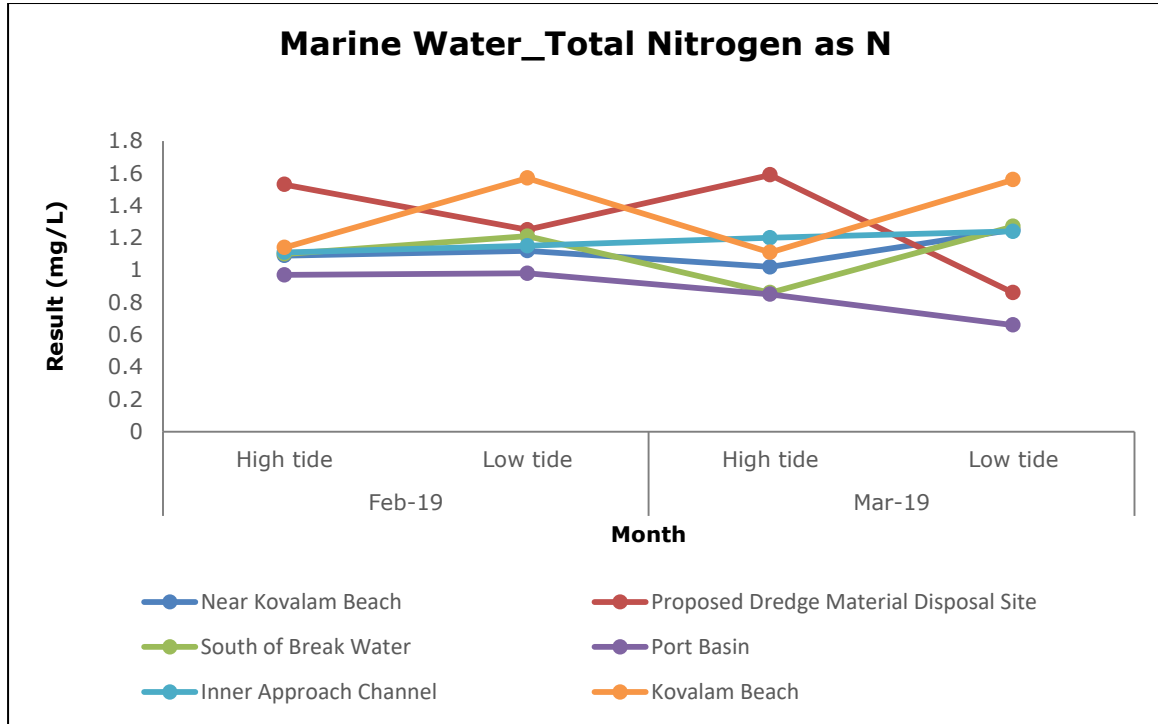 Marine Water_Total Nitrogen as N
Result (mg/L)
1.8
1.6
1.4
1.2
1
0.8
0.6
0.4
0.2
0
High tide Low tide High tide Low tide
Feb-19 Mar-19
Month
Near Kovalam Beach Proposed Dredge Material Disposal Site
South of Break Water Port Basin
Inner Approach Channel Kovalam Beach